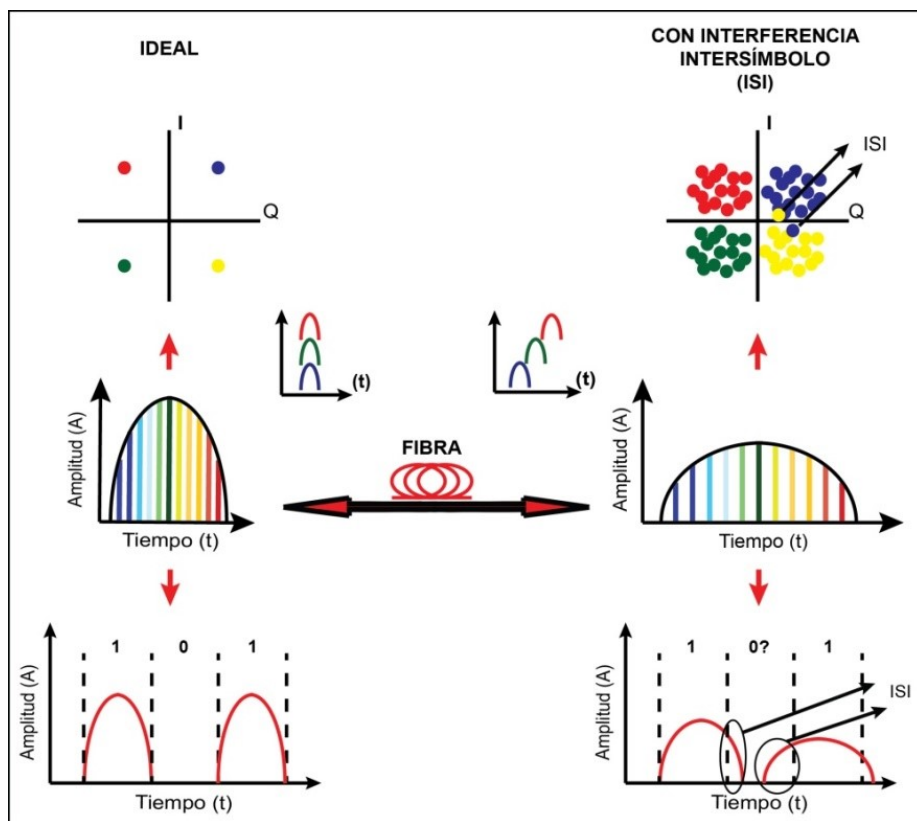 IDEAL
CON INTERFERENCIA
INTERSÍMBOLO
(ISI)
I
Q
I
ISI
Q
(t)
(t)
Amplitud (A)
Tiempo (t)
FIBRA
Amplitud (A)
Tiempo (t)
1 0 1
Amplitud (A)
Tiempo (t)
1 0? 1
ISI
Amplitud (A)
Tiempo (t)